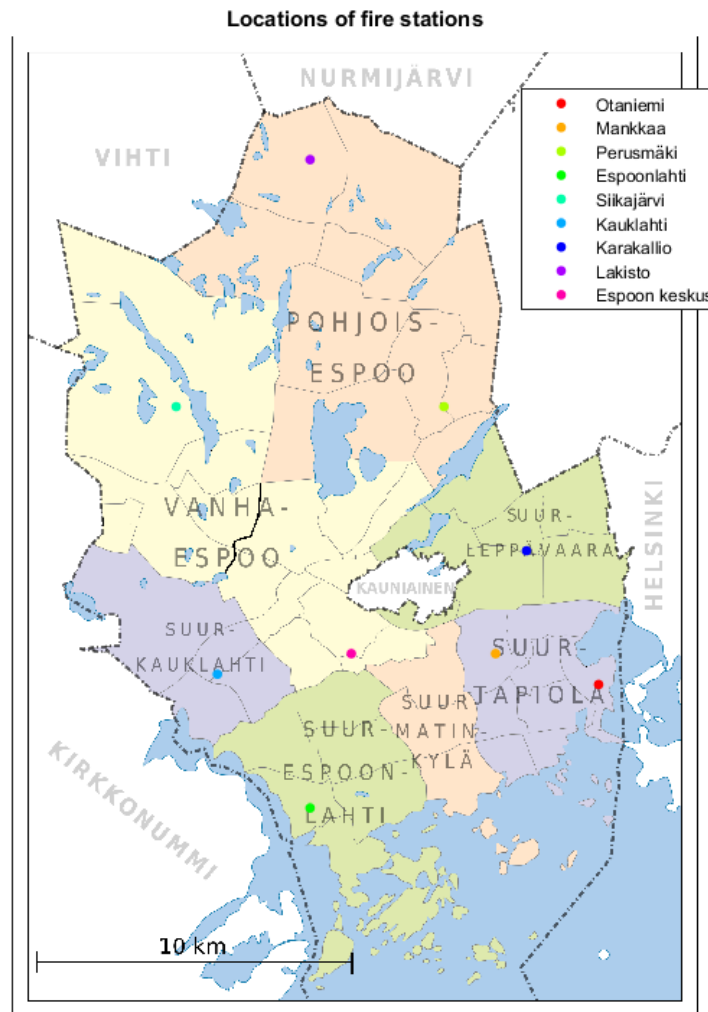 Locations of fire stations
NURMIJÄRVI
VIHTI
Otaniemi
Mankkaa
Perusmäki
Espoonlahti
Siikajärvi
Kauklahti
Karakallio
Lakisto
Espoon keskus
POHJOIS-
ESPOO
VANHA-
ESPOO
SUUR-
LEPPÄVAARA
HELSINKI
KAUNIAINEN
SUUR-
KAUKLAHTI
SUUR-
TAPIOLA
SUUR
MATIN-
KYLÄ
SUUR-
ESPOON-
LAHTI
KIRKKONUMMI
10 km